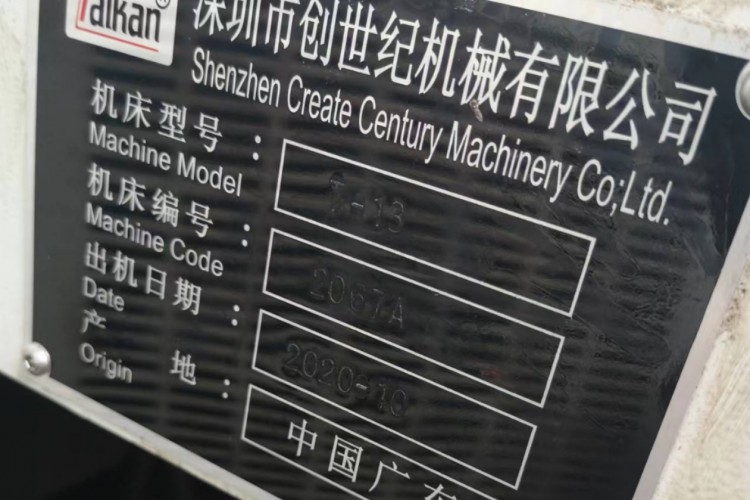 Taikan®
深圳市创世纪机械有限公司
Shenzhen Create Century Machinery Co;Ltd.
机床型号：
Machine Model
机床编号：
2067A
Machine Code
出机日期：
2020-10
Date
产地：
Origin
中国广东